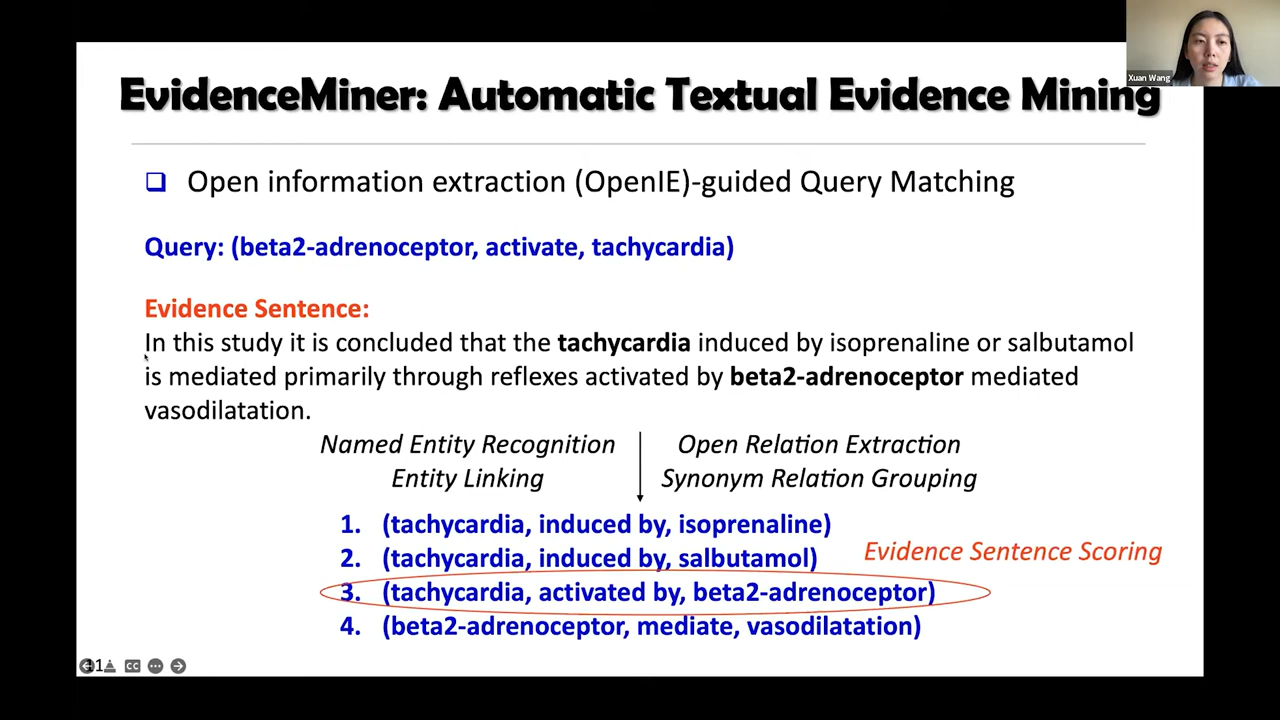 Xuan Wang
EvidenceMiner: Automatic Textual Evidence Mining
Open information extraction (OpenIE)-guided Query Matching
Query: (beta2-adrenoceptor, activate, tachycardia)
Evidence Sentence:
In this study it is concluded that the tachycardia induced by isoprenaline or salbutamol
is mediated primarily through reflexes activated by beta2-adrenoceptor mediated
vasodilatation.
Named Entity Recognition
Entity Linking
Open Relation Extraction
Synonym Relation Grouping
1. (tachycardia, induced by, isoprenaline)
2. (tachycardia, induced by, salbutamol)
Evidence Sentence Scoring
3. (tachycardia, activated by, beta2-adrenoceptor)
4. (beta2-adrenoceptor, mediate, vasodilatation)
11
CC